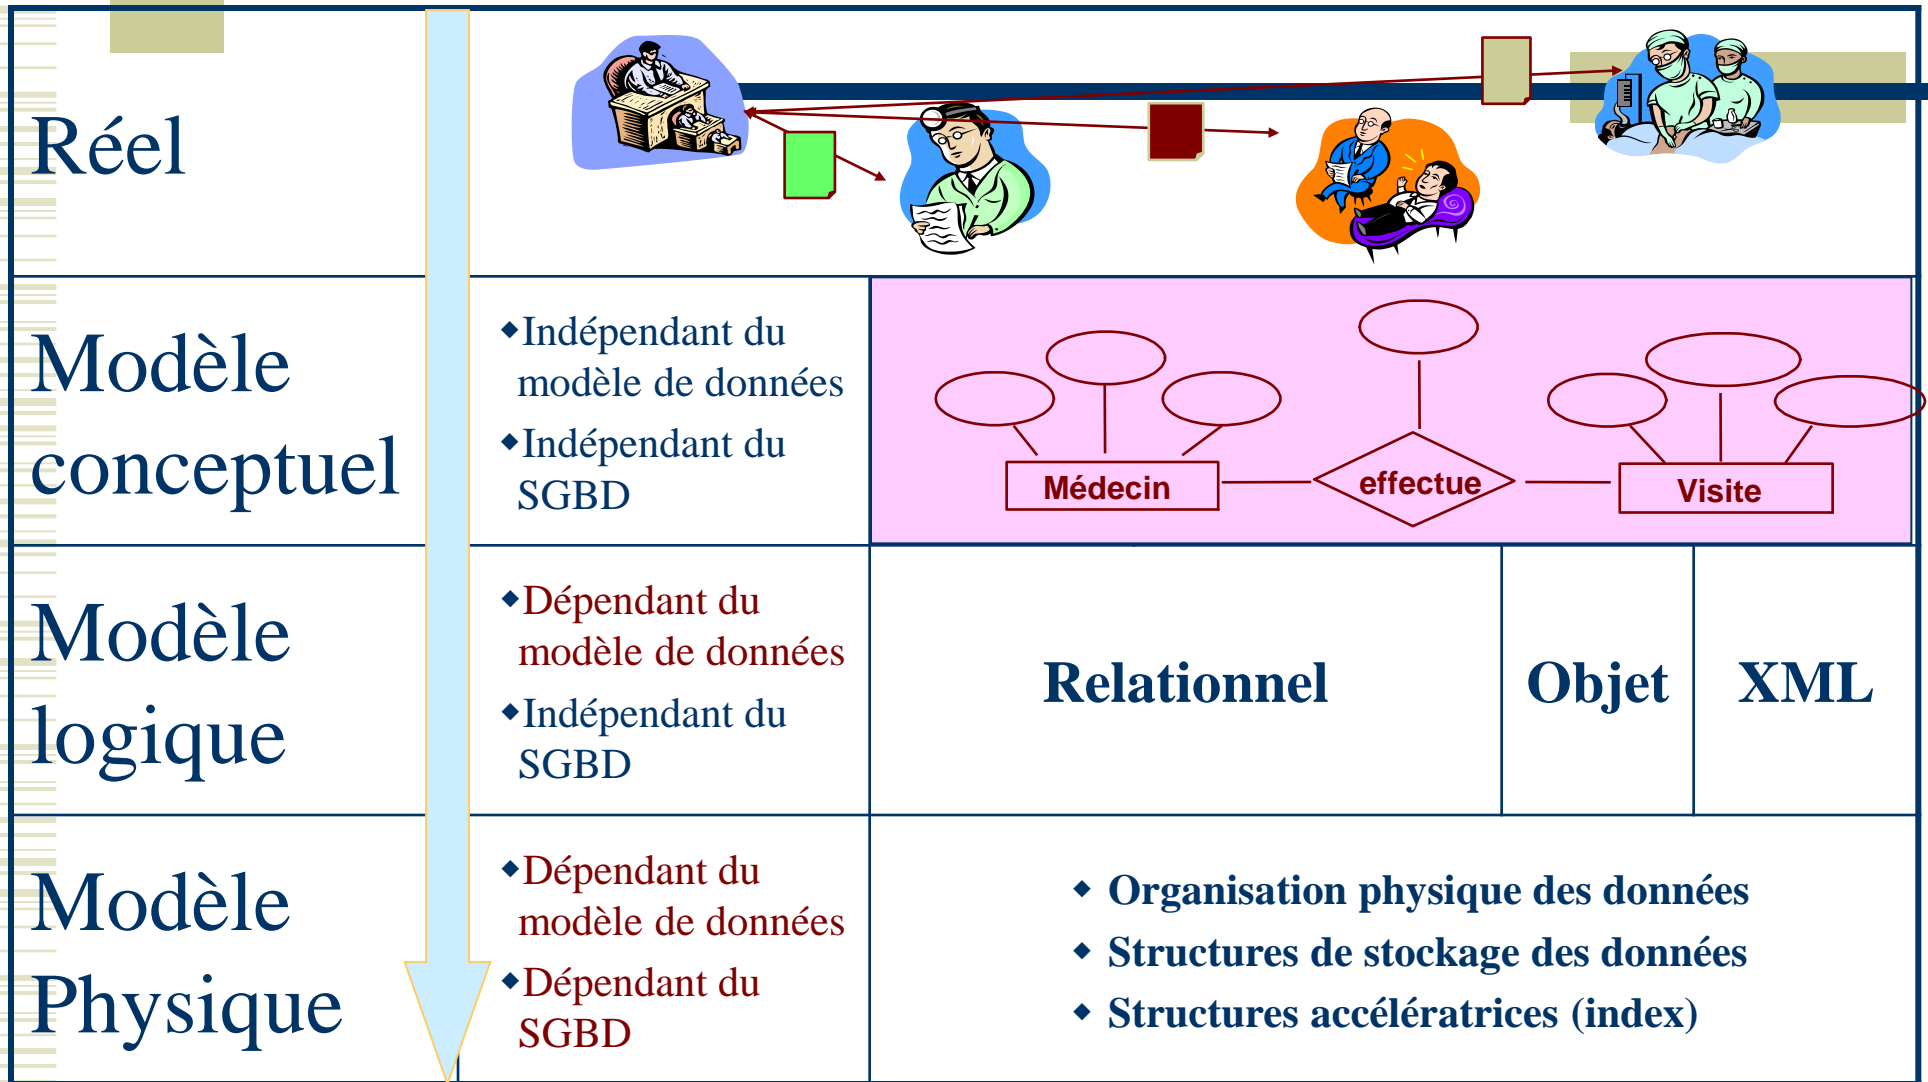 Réel
Modèle
conceptuel
◆Indépendant du
modèle de données
◆Indépendant du
SGBD
Médecin
effectue
Visite
Modèle
logique
◆Dépendant du
modèle de données
◆Indépendant du
SGBD
Relationnel
Objet
XML
Modèle
Physique
◆Dépendant du
modèle de données
◆Dépendant du
SGBD
◆ Organisation physique des données
◆ Structures de stockage des données
◆ Structures accélératrices (index)